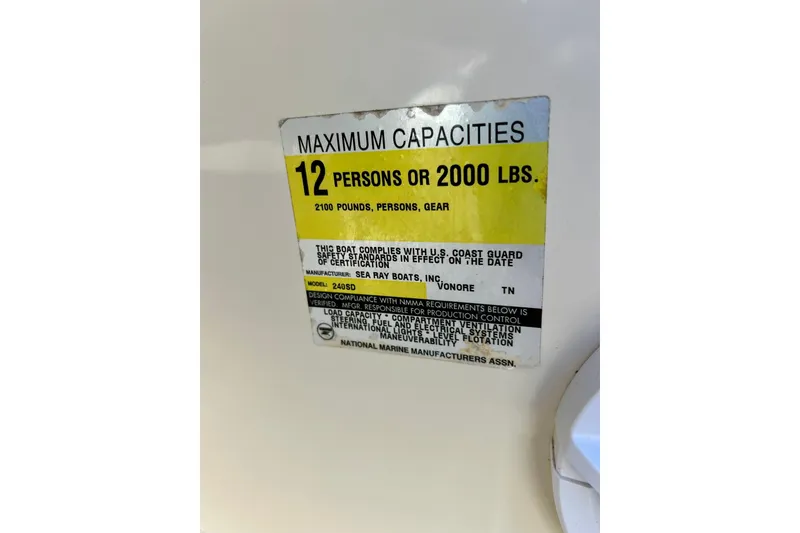 MAXIMUM CAPACITIES
12 PERSONS OR 2000 LBS.
2100 POUNDS, PERSONS, GEAR
THIS BOAT COMPLIES WITH U.S. COAST GUARD
SAFETY STANDARDS IN EFFECT ON THE DATE
OF CERTIFICATION
MANUFACTURER: SEA RAY BOATS, INC.
MODEL: 240SD VONORE TN
DESIGN COMPLIANCE WITH NMMA REQUIREMENTS BELOW IS
VERIFIED. MFGR. RESPONSIBLE FOR PRODUCTION CONTROL
LOAD CAPACITY * COMPARTMENT VENTILATION
STEERING, FUEL AND ELECTRICAL SYSTEMS
INTERNATIONAL LIGHTS - LEVEL FLOTATION
MANEUVERABILITY
NATIONAL MARINE MANUFACTURERS ASSN.